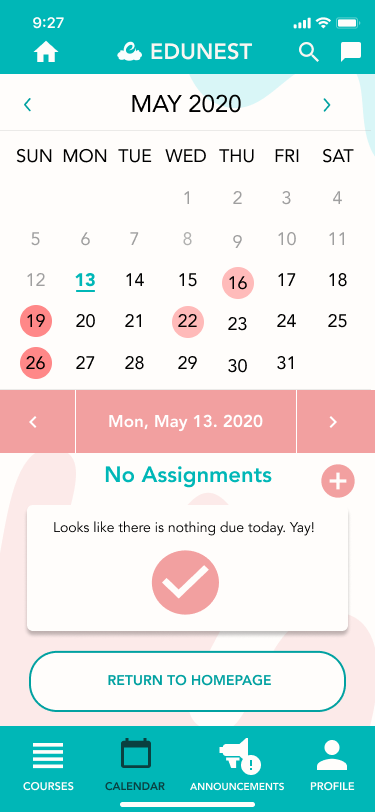 9:27
EDUNEST
MAY 2020
SUN MON TUE WED THU FRI SAT
1 2 3 4
5 6 7 8 9 10 11
12 13 14 15 16 17 18
19 20 21 22 23 24 25
26 27 28 29 30 31
Mon, May 13. 2020
No Assignments
Looks like there is nothing due today. Yay!
RETURN TO HOMEPAGE
COURSES CALENDAR ANNOUNCEMENTS PROFILE